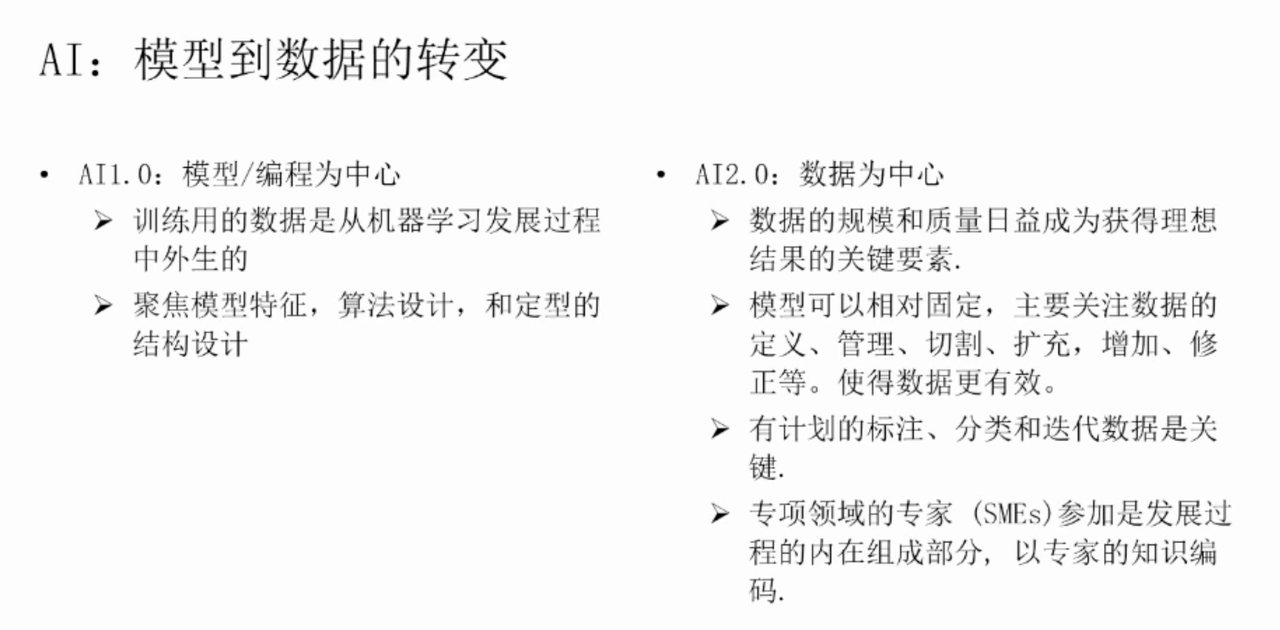 AI：模型到数据的转变
• AI1.0：模型/编程为中心
➢ 训练用的数据是从机器学习发展过程
中外生的
➢ 聚焦模型特征，算法设计，和定型的
结构设计
• AI2.0：数据为中心
➢ 数据的规模和质量日益成为获得理想
结果的关键要素.
➢ 模型可以相对固定，主要关注数据的
定义、管理、切割、扩充，增加、修
正等。使得数据更有效。
➢ 有计划的标注、分类和迭代数据是关
键.
➢ 专项领域的专家 (SMEs)参加是发展过
程的内在组成部分, 以专家的知识编
码.